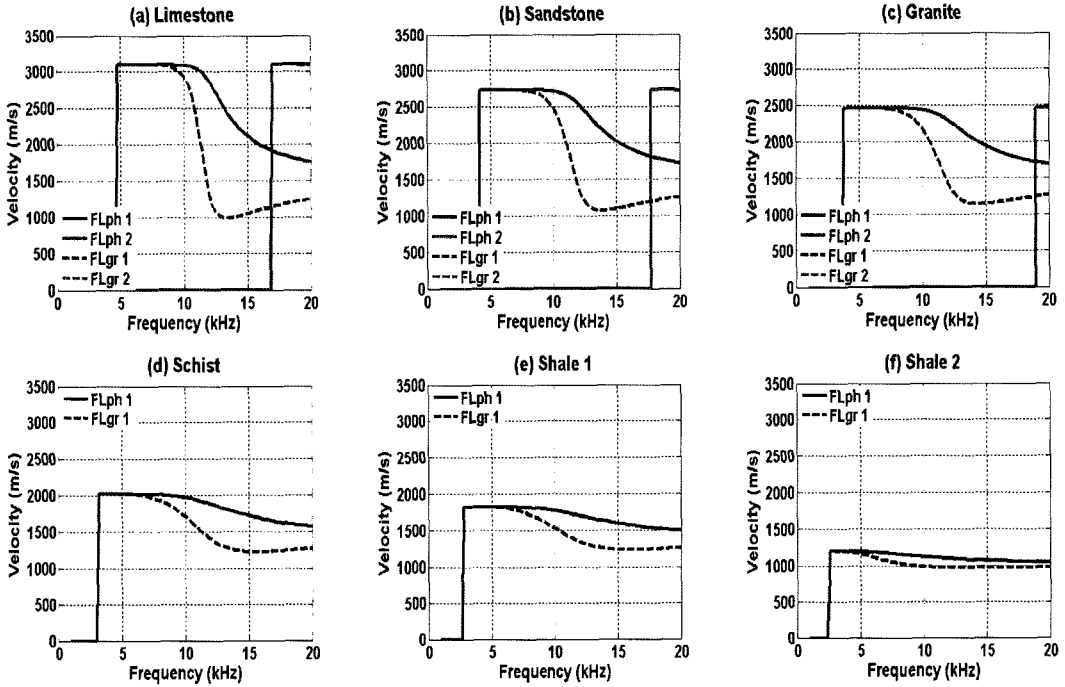 (a) Limestone
3500
3000
2500
2000
1500
1000
500
0
Velocity (m/s)
FLph 1
FLph 2
FLgr 1
FLgr 2
0 5 10 15 20
Frequency (kHz)
(b) Sandstone
3500
3000
2500
2000
1500
1000
500
0
Velocity (m/s)
FLph 1
FLph 2
FLgr 1
FLgr 2
0 5 10 15 20
Frequency (kHz)
(c) Granite
3500
3000
2500
2000
1500
1000
500
0
Velocity (m/s)
FLph 1
FLph 2
FLgr 1
FLgr 2
0 5 10 15 20
Frequency (kHz)
(d) Schist
3500
3000
2500
2000
1500
1000
500
0
Velocity (m/s)
FLph 1
FLgr 1
0 5 10 15 20
Frequency (kHz)
(e) Shale 1
3500
3000
2500
2000
1500
1000
500
0
Velocity (m/s)
FLph 1
FLgr 1
0 5 10 15 20
Frequency (kHz)
(f) Shale 2
3500
3000
2500
2000
1500
1000
500
0
Velocity (m/s)
FLph 1
FLgr 1
0 5 10 15 20
Frequency (kHz)